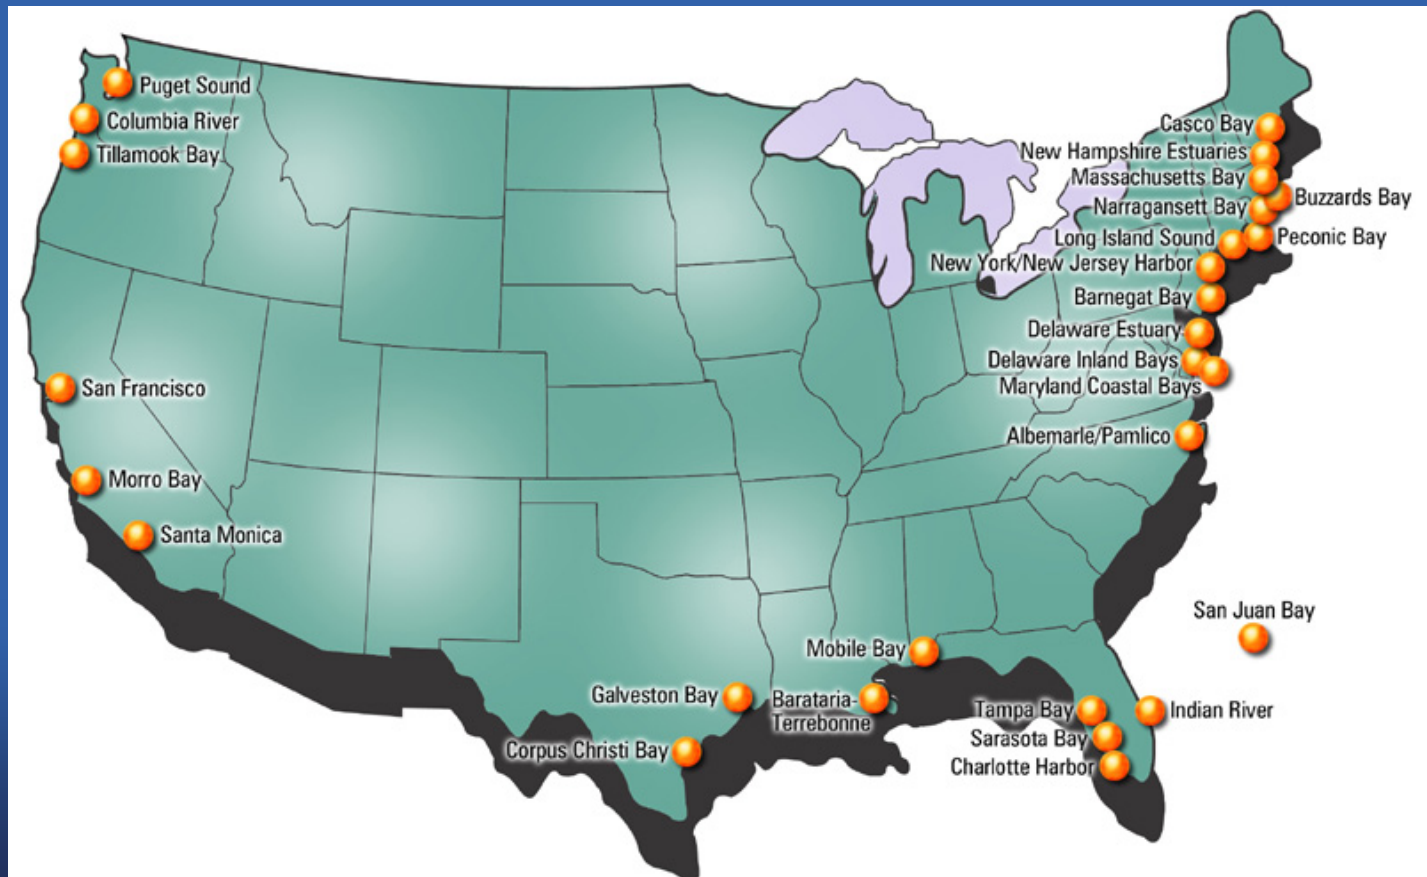 Puget Sound
Columbia River
Tillamook Bay
San Francisco
Morro Bay
Santa Monica
Casco Bay
New Hampshire Estuaries
Massachusetts Bay
Buzzards Bay
Narragansett Bay
Long Island Sound
Peconic Bay
New York/New Jersey Harbor
Barnegat Bay
Delaware Estuary
Delaware Inland Bays
Maryland Coastal Bays
Albemarle/Pamlico
San Juan Bay
Mobile Bay
Galveston Bay
Barataria-
Terrebonne
Corpus Christi Bay
Tampa Bay
Indian River
Sarasota Bay
Charlotte Harbor